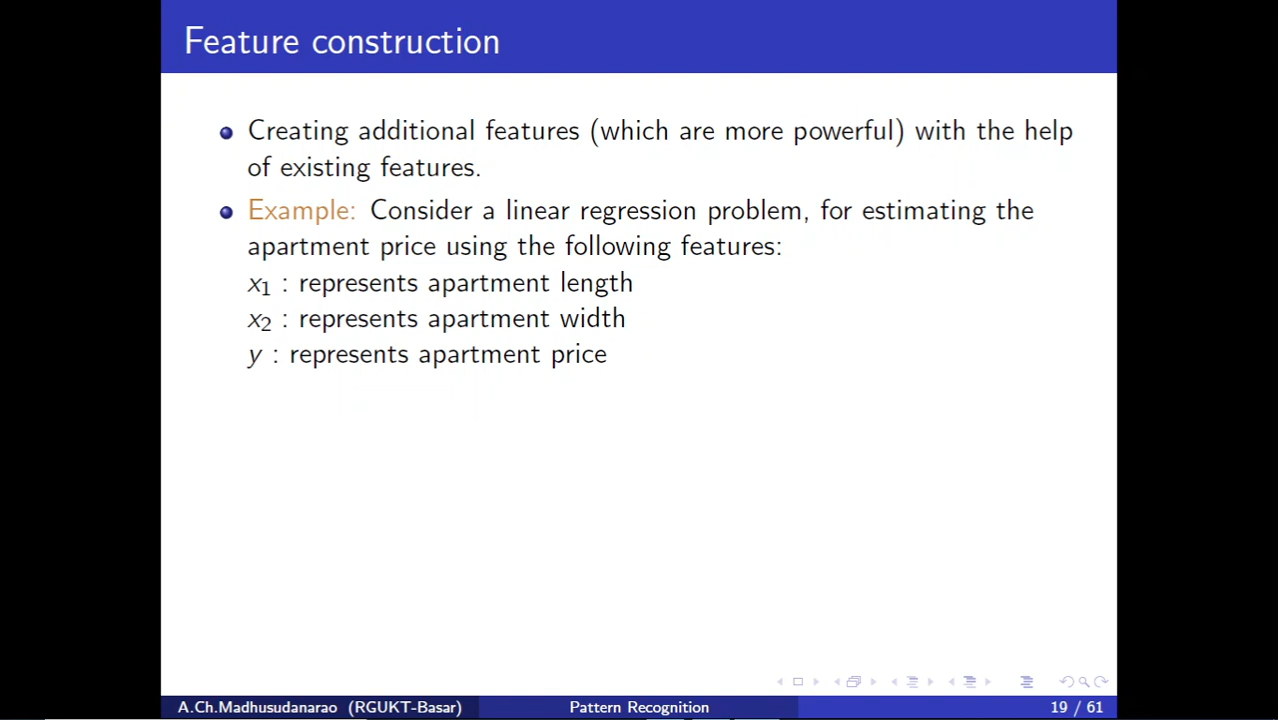 Feature construction
Creating additional features (which are more powerful) with the help
of existing features.
Example: Consider a linear regression problem, for estimating the
apartment price using the following features:
x₁ : represents apartment length
x₂ : represents apartment width
y : represents apartment price
A.Ch.Madhusudanarao (RGUKT-Basar) Pattern Recognition 19 / 61